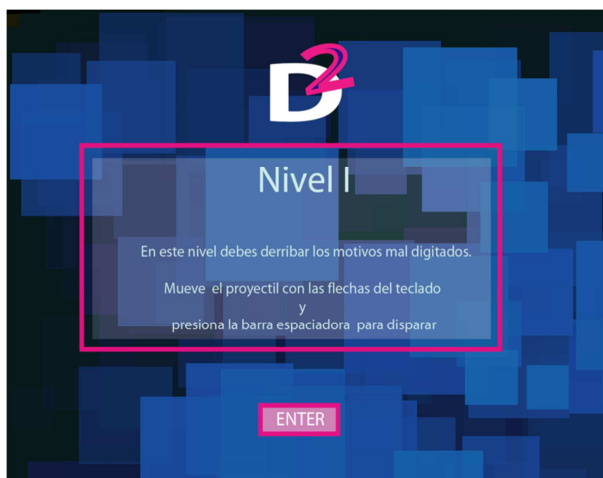 D2
Nivel I
En este nivel debes derribar los motivos mal digitados.
Mueve el proyectil con las flechas del teclado
y
presiona la barra espaciadora para disparar
ENTER